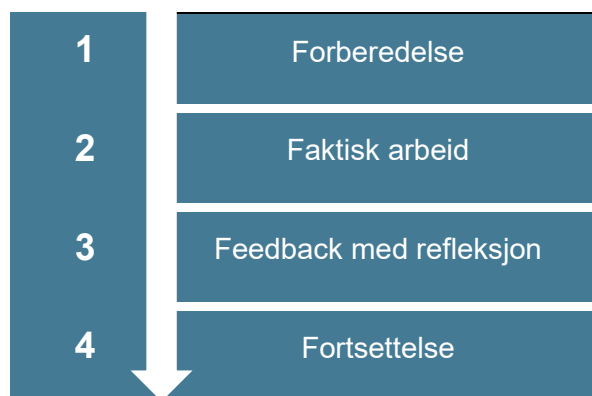 1 Forberedelse
2 Faktisk arbeid
3 Feedback med refleksjon
4 Fortsettelse